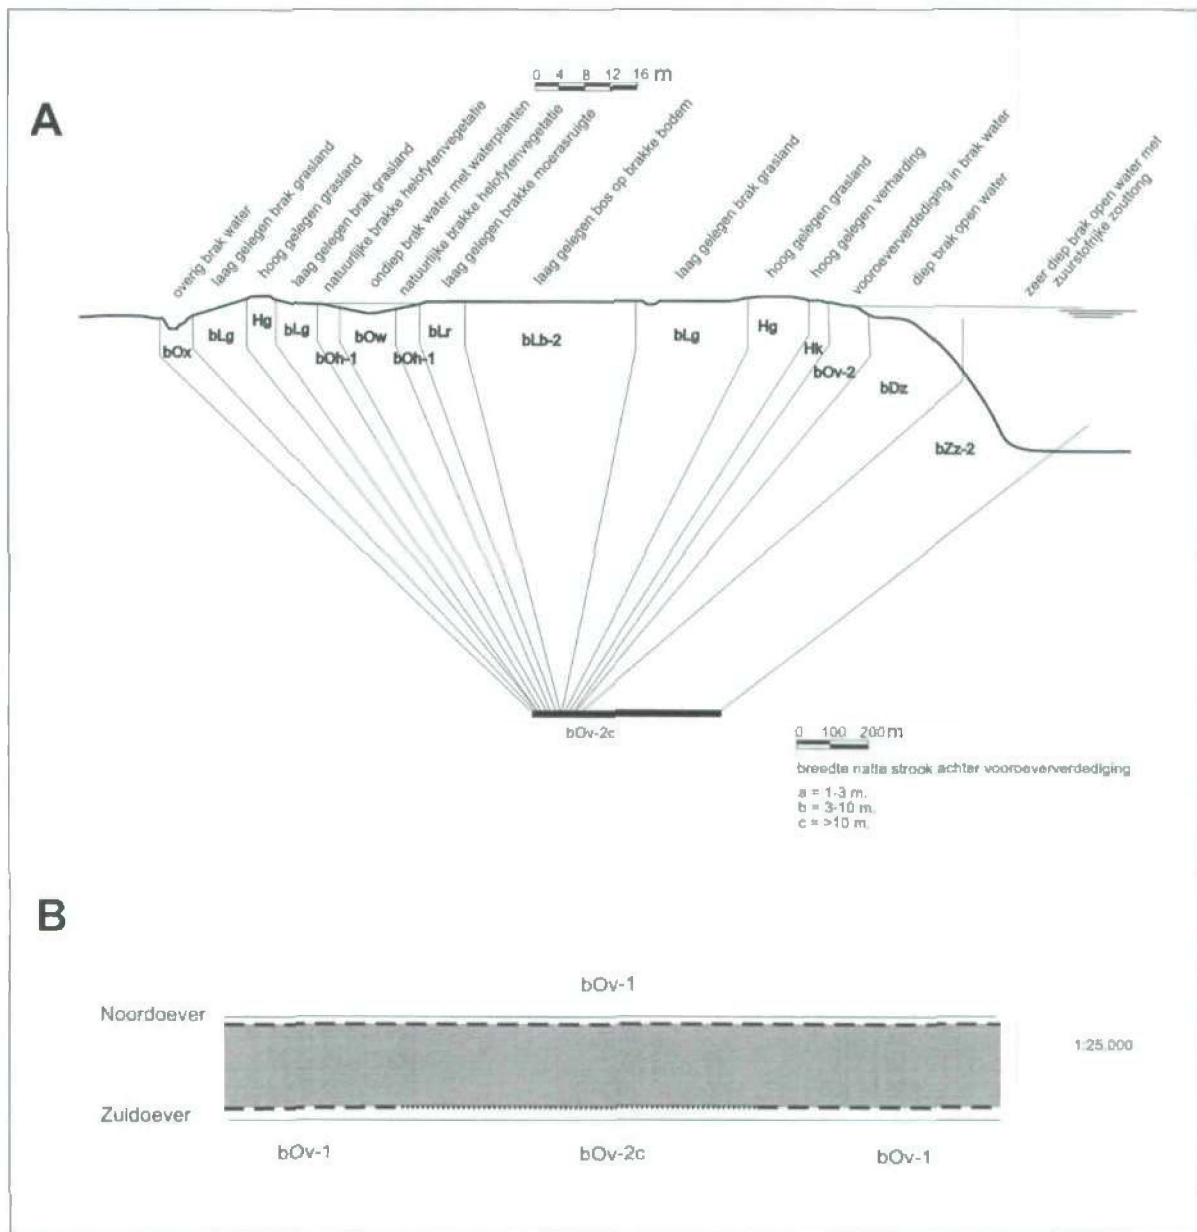 A
0 4 8 12 16 m
overig brak water
laag gelegen brak grasland
hoog gelegen grasland
laag gelegen brak grasland
natuurlijke brakke helofytenvegetatie
ondiep brak water met waterplanten
natuurlijke brakke helofytenvegetatie
laag gelegen brakke moerasruigte
laag gelegen bos op brakke bodem
laag gelegen brak grasland
hoog gelegen grasland
hoog gelegen verharding
vooroeververdediging in brak water
diep brak open water
zeer diep brak open water met
zuurstofrijke zouttong
bOx
bLg
Hg
bLg
bOh-1
bOw
bOh-1
bLr
bLb-2
bLg
Hg
Hk
bOv-2
bDz
bZz-2
bOv-2c
0 100 200 m
breedte natte strook achter vooroeververdediging
a = 1-3 m.
b = 3-10 m.
c = >10 m.
B
bOv-1
Noordoever
1:25.000
Zuidoever
bOv-1
bOv-2c
bOv-1